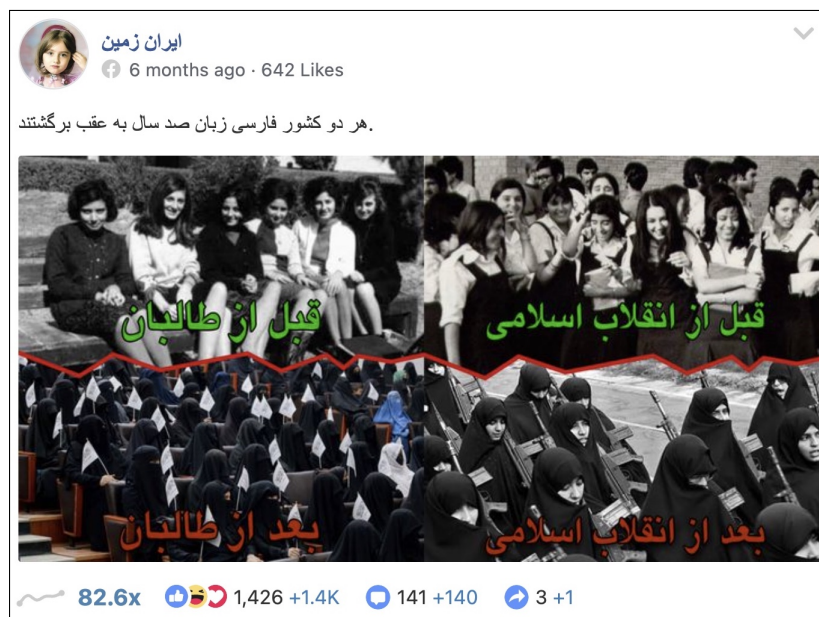 ایران زمین
6 months ago · 642 Likes
هر دو کشور فارسی زبان صد سال به عقب برگشتند.
قبل از طالبان
قبل از انقلاب اسلامی
بعد از طالبان
بعد از انقلاب اسلامی
82.6x 1,426 +1.4K 141 +140 3 +1